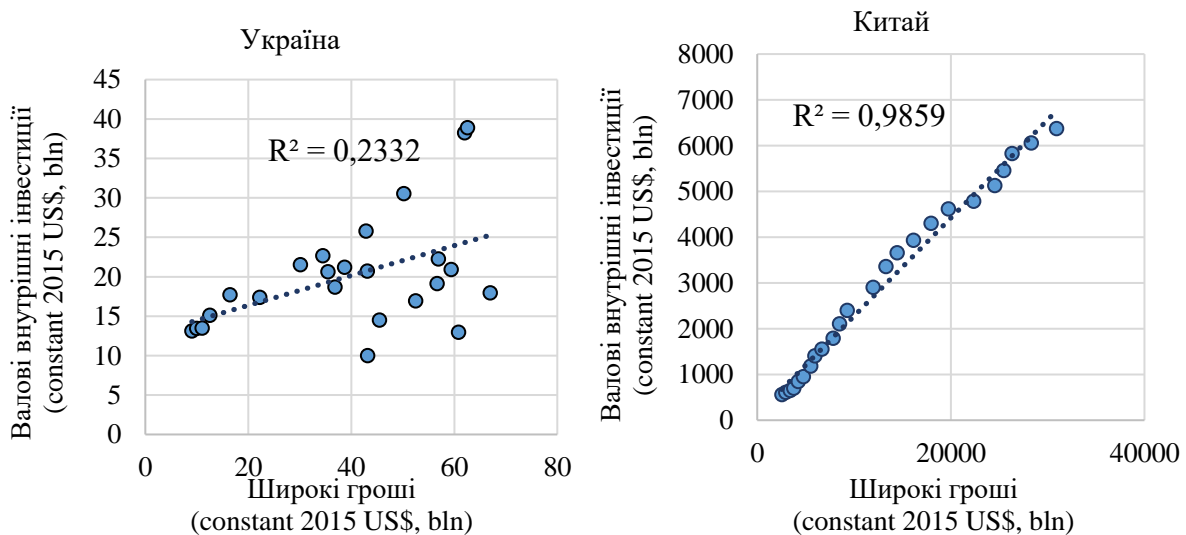 Україна
Валові внутрішні інвестиції
(constant 2015 US$, bln)
45
40
35
30
25
20
15
10
5
0
R² = 0,2332
0 20 40 60 80
Широкі гроші
(constant 2015 US$, bln)
Китай
Валові внутрішні інвестиції
(constant 2015 US$, bln)
8000
7000
6000
5000
4000
3000
2000
1000
0
R² = 0,9859
0 20000 40000
Широкі гроші
(constant 2015 US$, bln)